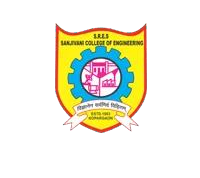 S.R.E.S
SANJIVANI COLLEGE OF ENGINEERING
ESTD 1983
KOPARGAON